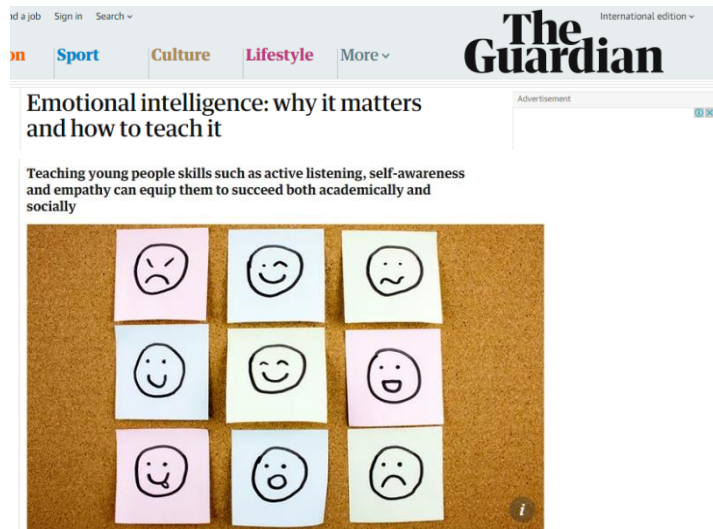 d a job Sign in Search
International edition
The
Guardian
on Sport Culture Lifestyle More
Emotional intelligence: why it matters
and how to teach it
Advertisement
Teaching young people skills such as active listening, self-awareness
and empathy can equip them to succeed both academically and
socially
i